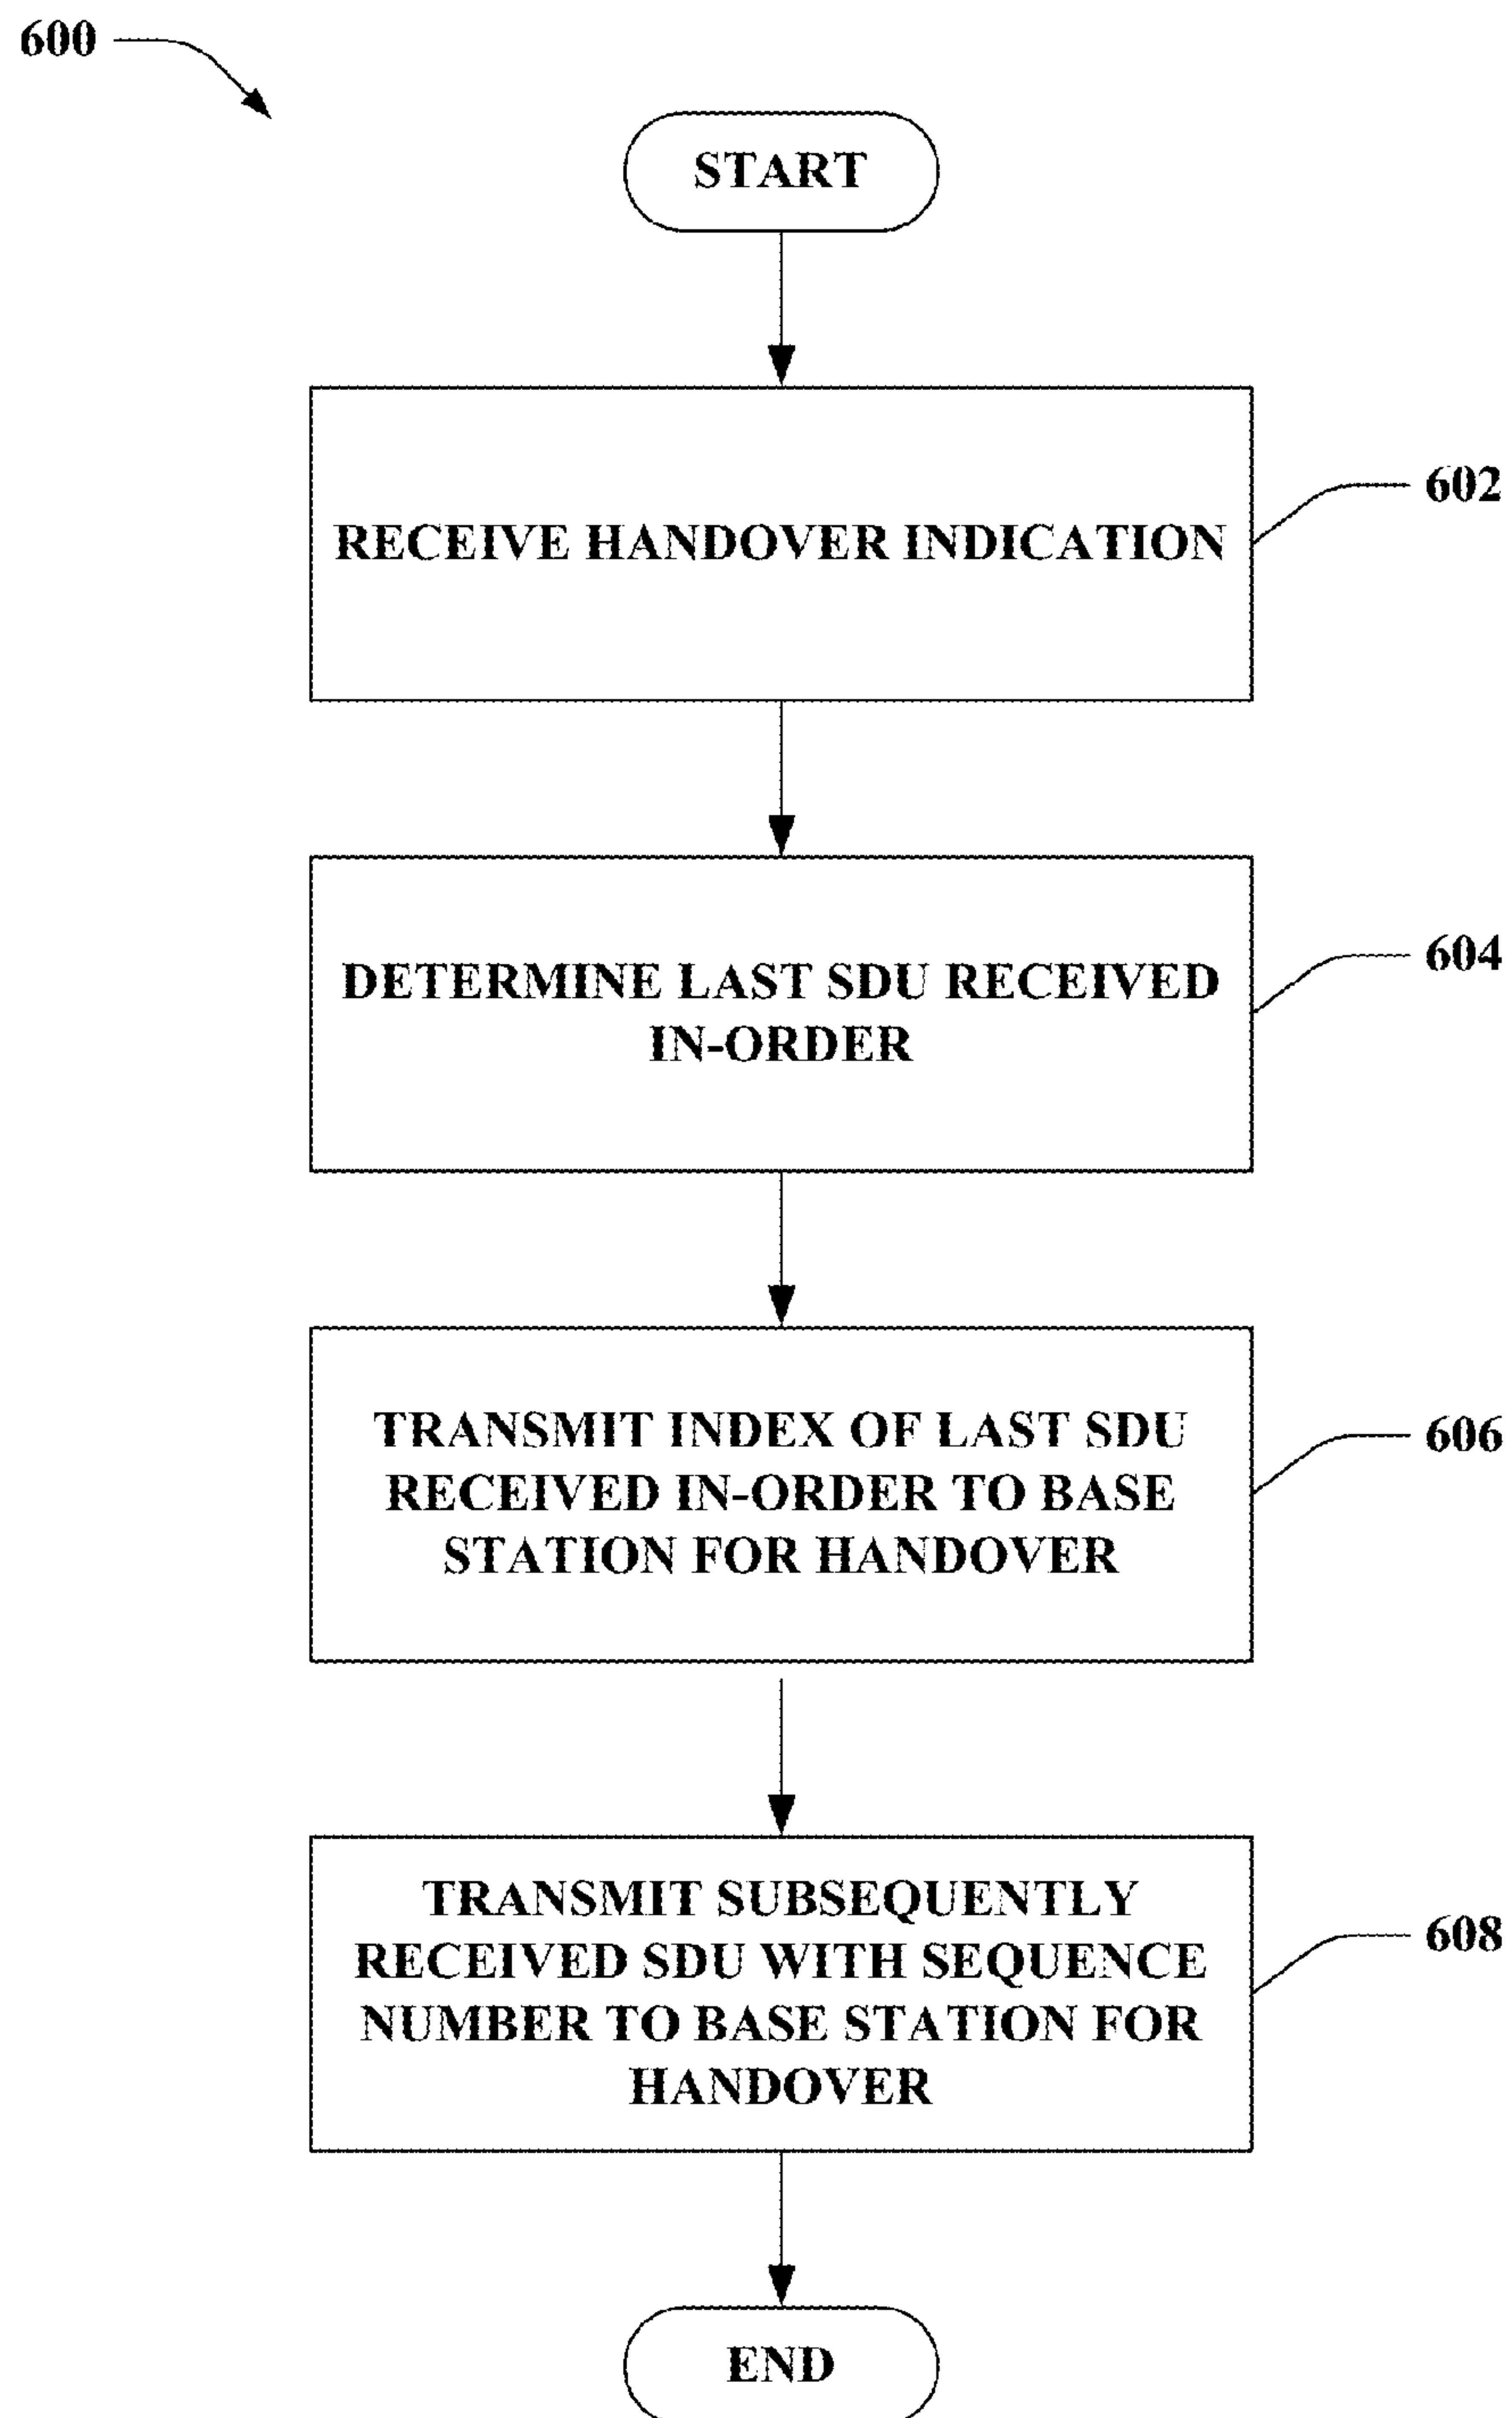 600
START
RECEIVE HANDOVER INDICATION
602
DETERMINE LAST SDU RECEIVED
IN-ORDER
604
TRANSMIT INDEX OF LAST SDU
RECEIVED IN-ORDER TO BASE
STATION FOR HANDOVER
606
TRANSMIT SUBSEQUENTLY
RECEIVED SDU WITH SEQUENCE
NUMBER TO BASE STATION FOR
HANDOVER
608
END